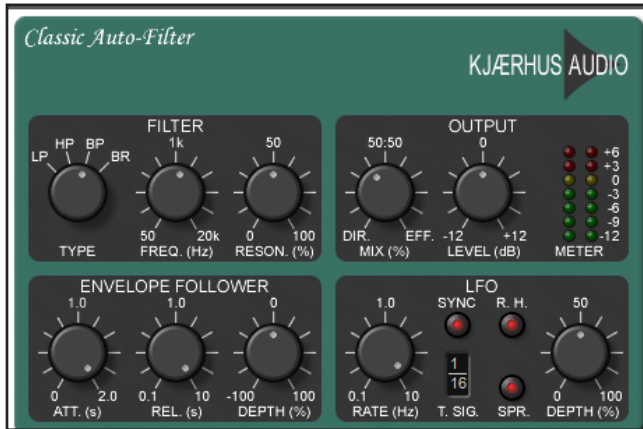 Classic Auto-Filter
KJÆRHUS AUDIO
FILTER
LP HP BP BR
TYPE
1k
50 20k
FREQ. (Hz)
50
0 100
RESON. (%)
OUTPUT
50:50
DIR. EFF.
MIX (%)
0
-12 +12
LEVEL (dB)
+6
+3
0
-3
-6
-9
-12
METER
ENVELOPE FOLLOWER
1.0
0 2.0
ATT. (s)
1.0
0.1 10
REL. (s)
0
-100 100
DEPTH (%)
LFO
1.0
0.1 10
RATE (Hz)
SYNC
R. H.
1
16
T. SIG.
SPR.
50
0 100
DEPTH (%)